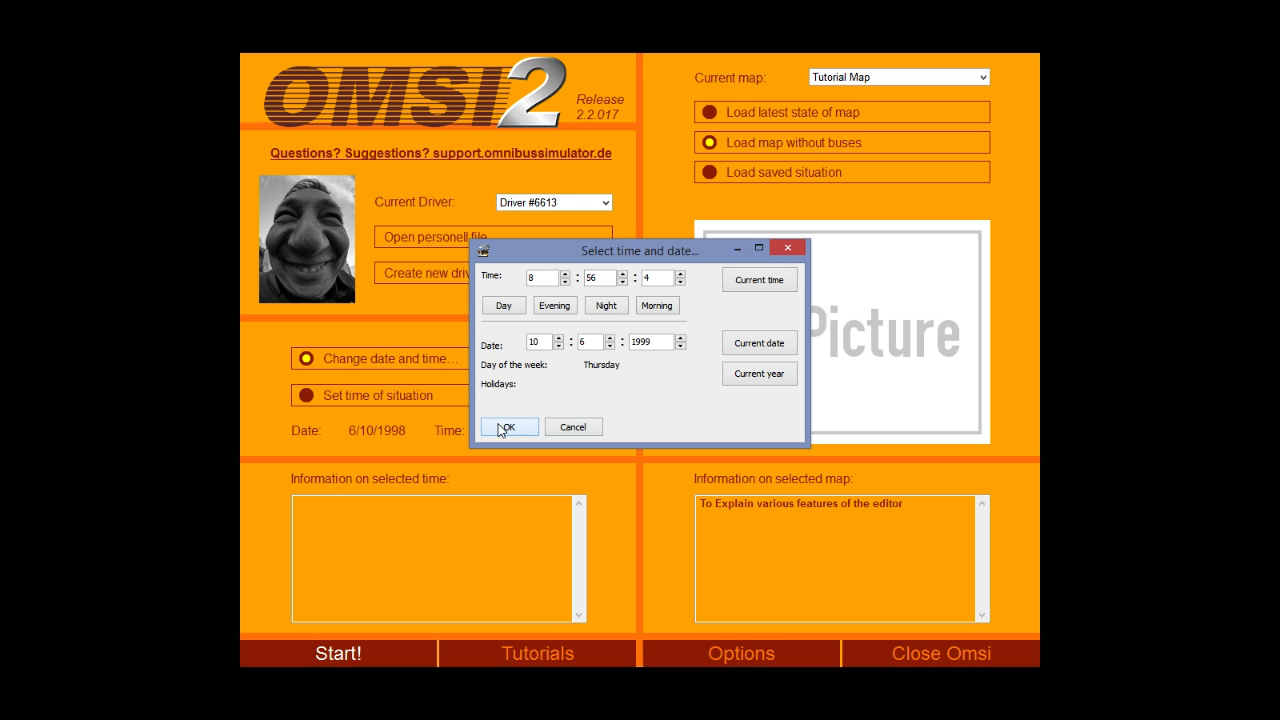 OMSI 2
Release
2.2.017
Questions? Suggestions? support.omnibussimulator.de
Current Driver:
Driver #6613
Open personell file
Create new driv
Change date and time...
Set time of situation
Date: 6/10/1998 Time:
Information on selected time:
Current map:
Tutorial Map
Load latest state of map
Load map without buses
Load saved situation
Picture
Information on selected map:
To Explain various features of the editor
Select time and date...
Time: 8 : 56 : 4
Current time
Day Evening Night Morning
Date: 10 : 6 : 1999
Current date
Day of the week: Thursday
Current year
Holidays:
OK Cancel
Start! Tutorials Options Close Omsi